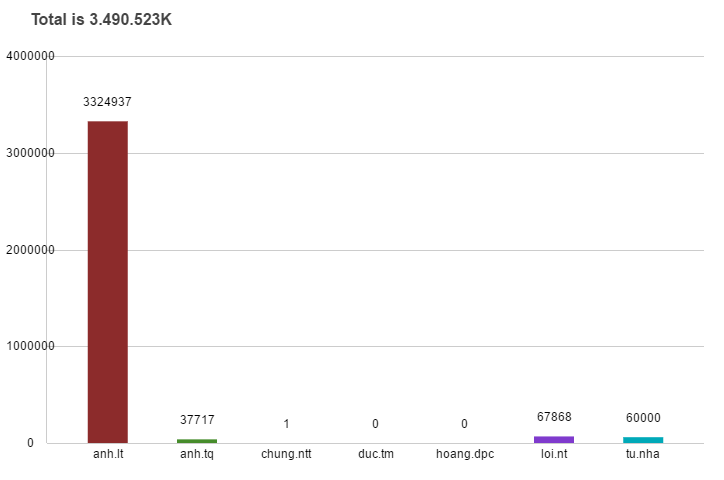 Total is 3.490.523K
4000000
3324937
3000000
2000000
1000000
37717
1
0
0
67868
60000
0
anh.lt
anh.tq
chung.ntt
duc.tm
hoang.dpc
loi.nt
tu.nha